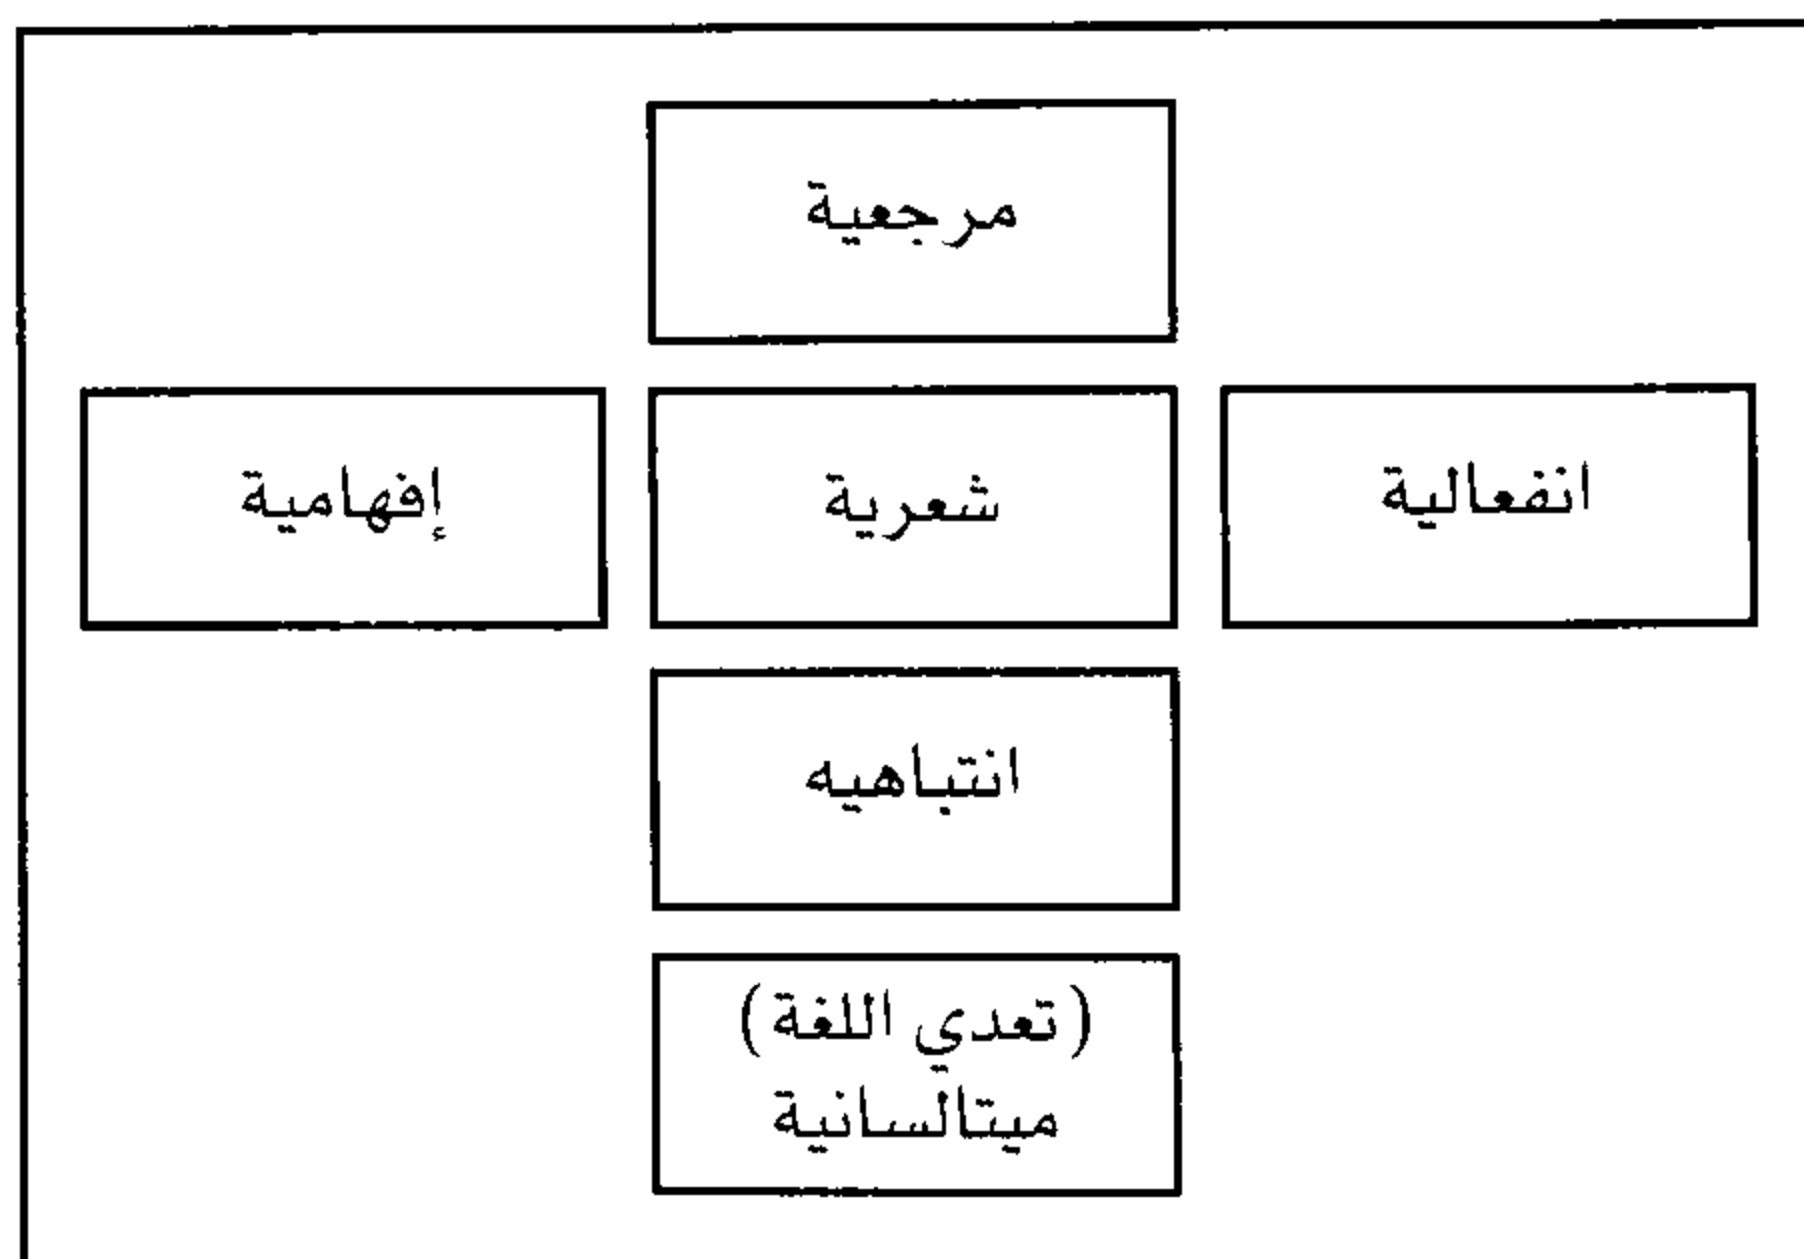 مرجعية
انفعالية
شعرية
إفهامية
انتباهيه
(تعدي اللغة)
ميتالسانية